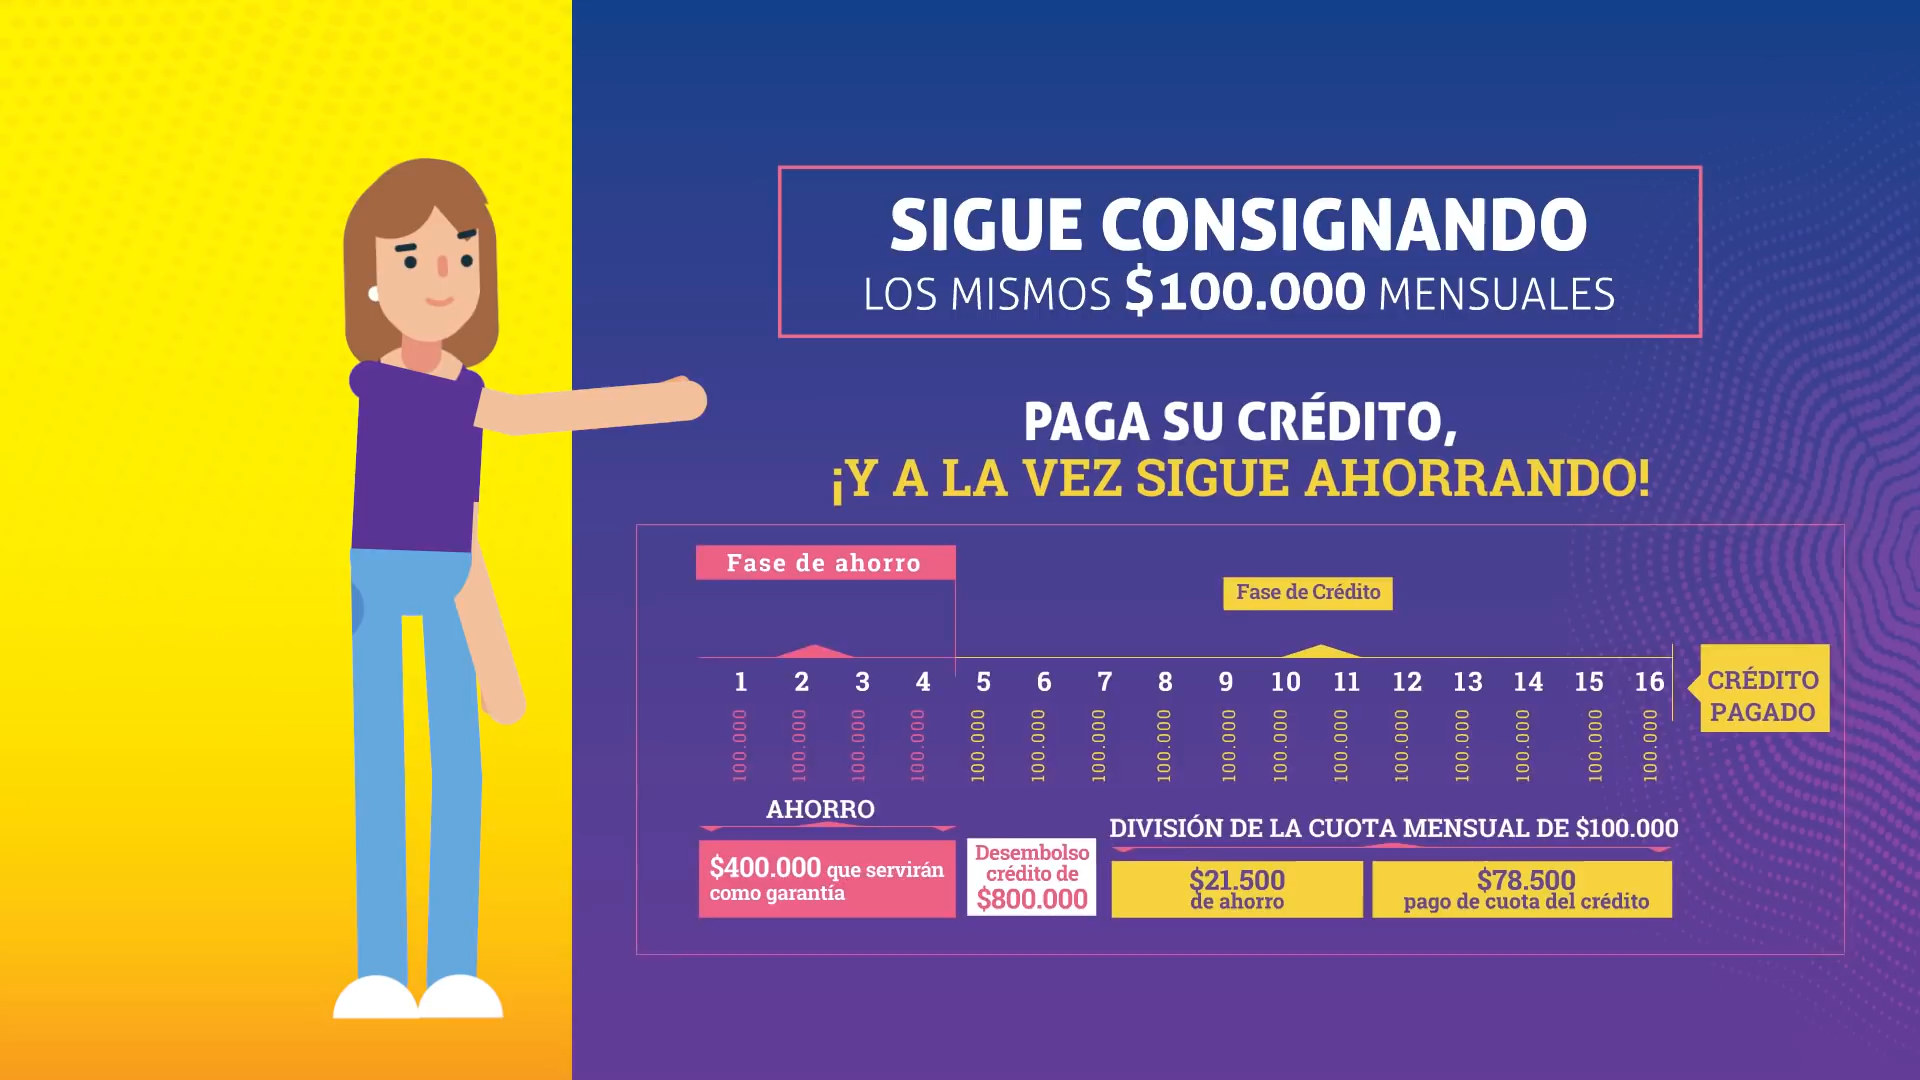 SIGUE CONSIGNANDO
LOS MISMOS $100.000 MENSUALES
PAGA SU CRÉDITO,
¡Y A LA VEZ SIGUE AHORRANDO!
Fase de ahorro
Fase de Crédito
1 2 3 4 5 6 7 8 9 10 11 12 13 14 15 16
100.000 100.000 100.000 100.000 100.000 100.000 100.000 100.000 100.000 100.000 100.000 100.000 100.000 100.000 100.000 100.000
CRÉDITO
PAGADO
AHORRO
$400.000 que servirán
como garantía
Desembolso
crédito de
$800.000
DIVISIÓN DE LA CUOTA MENSUAL DE $100.000
$21.500
de ahorro
$78.500
pago de cuota del crédito